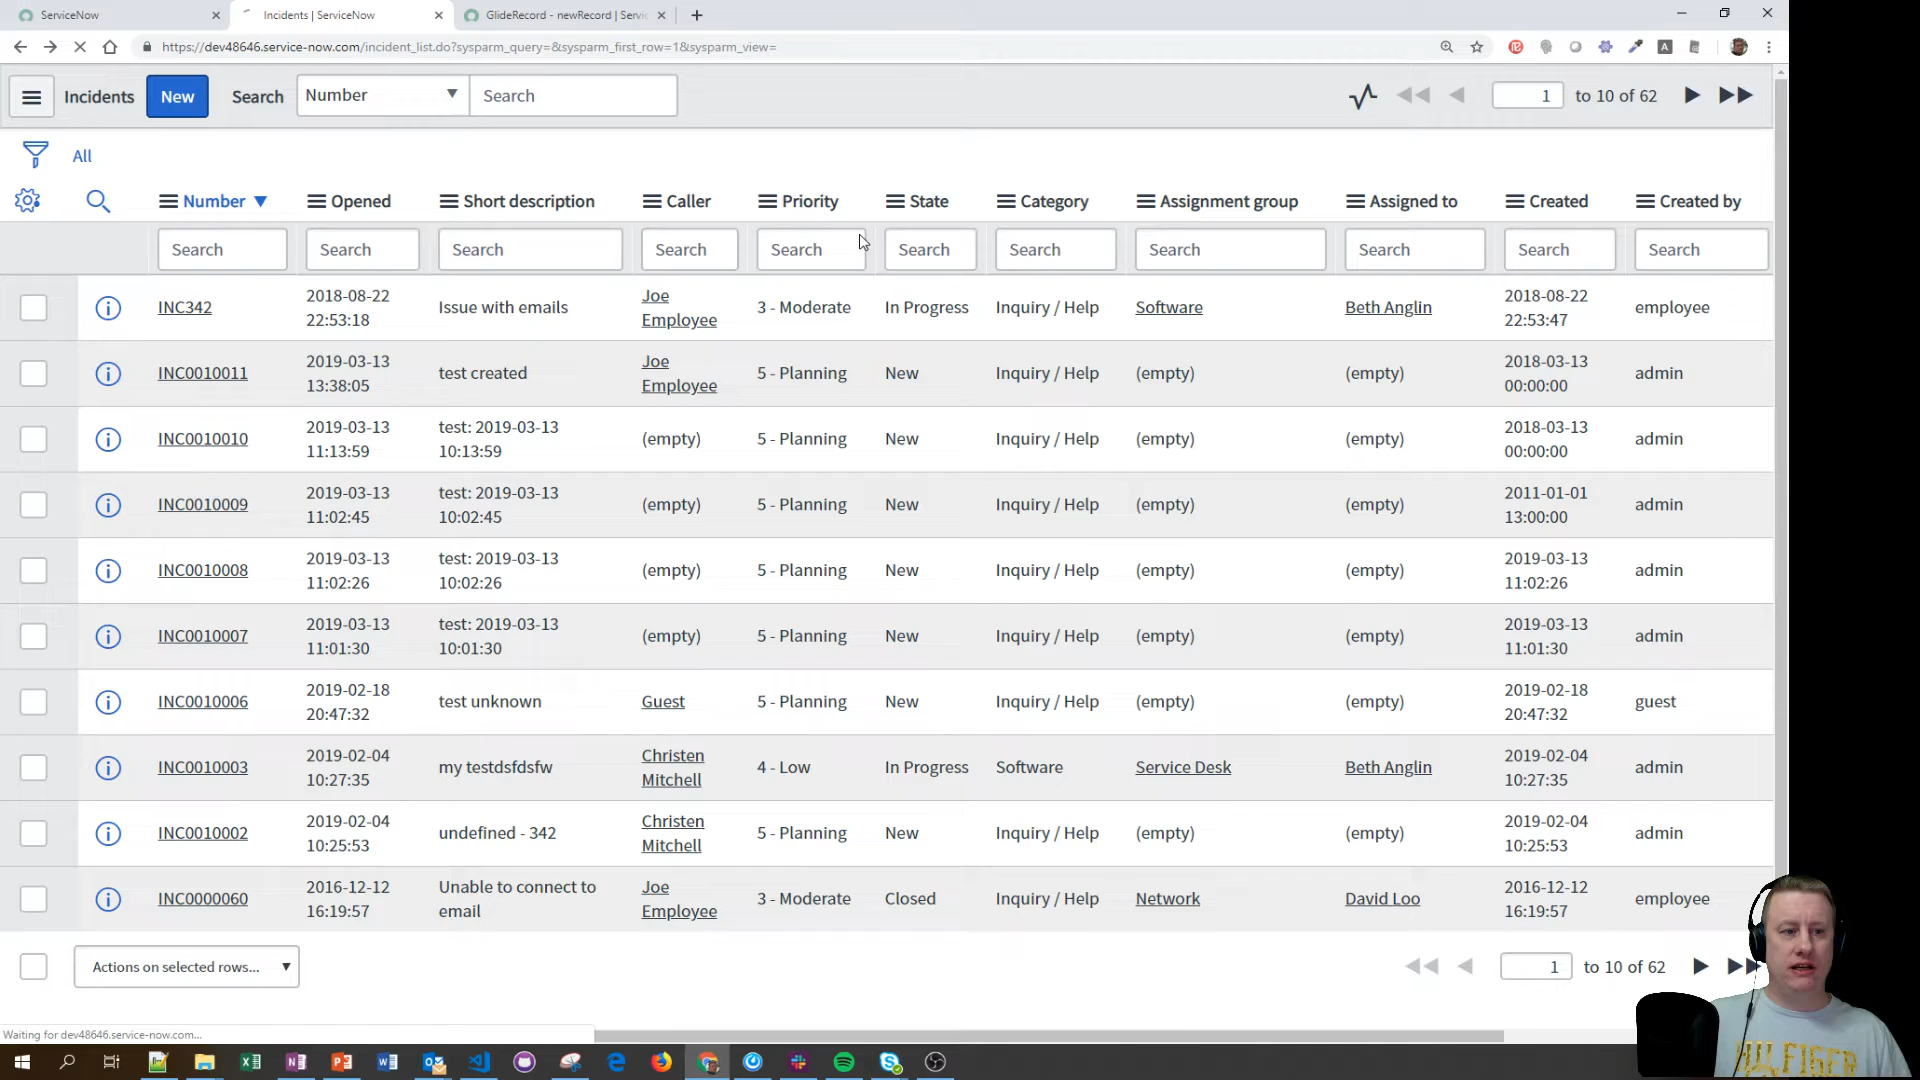 ServiceNow
Incidents | ServiceNow
GlideRecord - newRecord | Servic
https://dev48646.service-now.com/incident_list.do?sysparm_query=&sysparm_first_row=1&sysparm_view=
Incidents New Search Number Search 1 to 10 of 62
All
Number Opened Short description Caller Priority State Category Assignment group Assigned to Created Created by
Search Search Search Search Search Search Search Search Search Search Search
INC342 2018-08-22 22:53:18 Issue with emails Joe Employee 3 - Moderate In Progress Inquiry / Help Software Beth Anglin 2018-08-22 22:53:47 employee
INC0010011 2019-03-13 13:38:05 test created Joe Employee 5 - Planning New Inquiry / Help (empty) (empty) 2018-03-13 00:00:00 admin
INC0010010 2019-03-13 11:13:59 test: 2019-03-13 10:13:59 (empty) 5 - Planning New Inquiry / Help (empty) (empty) 2018-03-13 00:00:00 admin
INC0010009 2019-03-13 11:02:45 test: 2019-03-13 10:02:45 (empty) 5 - Planning New Inquiry / Help (empty) (empty) 2011-01-01 13:00:00 admin
INC0010008 2019-03-13 11:02:26 test: 2019-03-13 10:02:26 (empty) 5 - Planning New Inquiry / Help (empty) (empty) 2019-03-13 11:02:26 admin
INC0010007 2019-03-13 11:01:30 test: 2019-03-13 10:01:30 (empty) 5 - Planning New Inquiry / Help (empty) (empty) 2019-03-13 11:01:30 admin
INC0010006 2019-02-18 20:47:32 test unknown Guest 5 - Planning New Inquiry / Help (empty) (empty) 2019-02-18 20:47:32 guest
INC0010003 2019-02-04 10:27:35 my testdsfdsfw Christen Mitchell 4 - Low In Progress Software Service Desk Beth Anglin 2019-02-04 10:27:35 admin
INC0010002 2019-02-04 10:25:53 undefined - 342 Christen Mitchell 5 - Planning New Inquiry / Help (empty) (empty) 2019-02-04 10:25:53 admin
INC0000060 2016-12-12 16:19:57 Unable to connect to email Joe Employee 3 - Moderate Closed Inquiry / Help Network David Loo 2016-12-12 16:19:57 employee
Actions on selected rows... 1 to 10 of 62
Waiting for dev48646.service-now.com...
HILFIGER